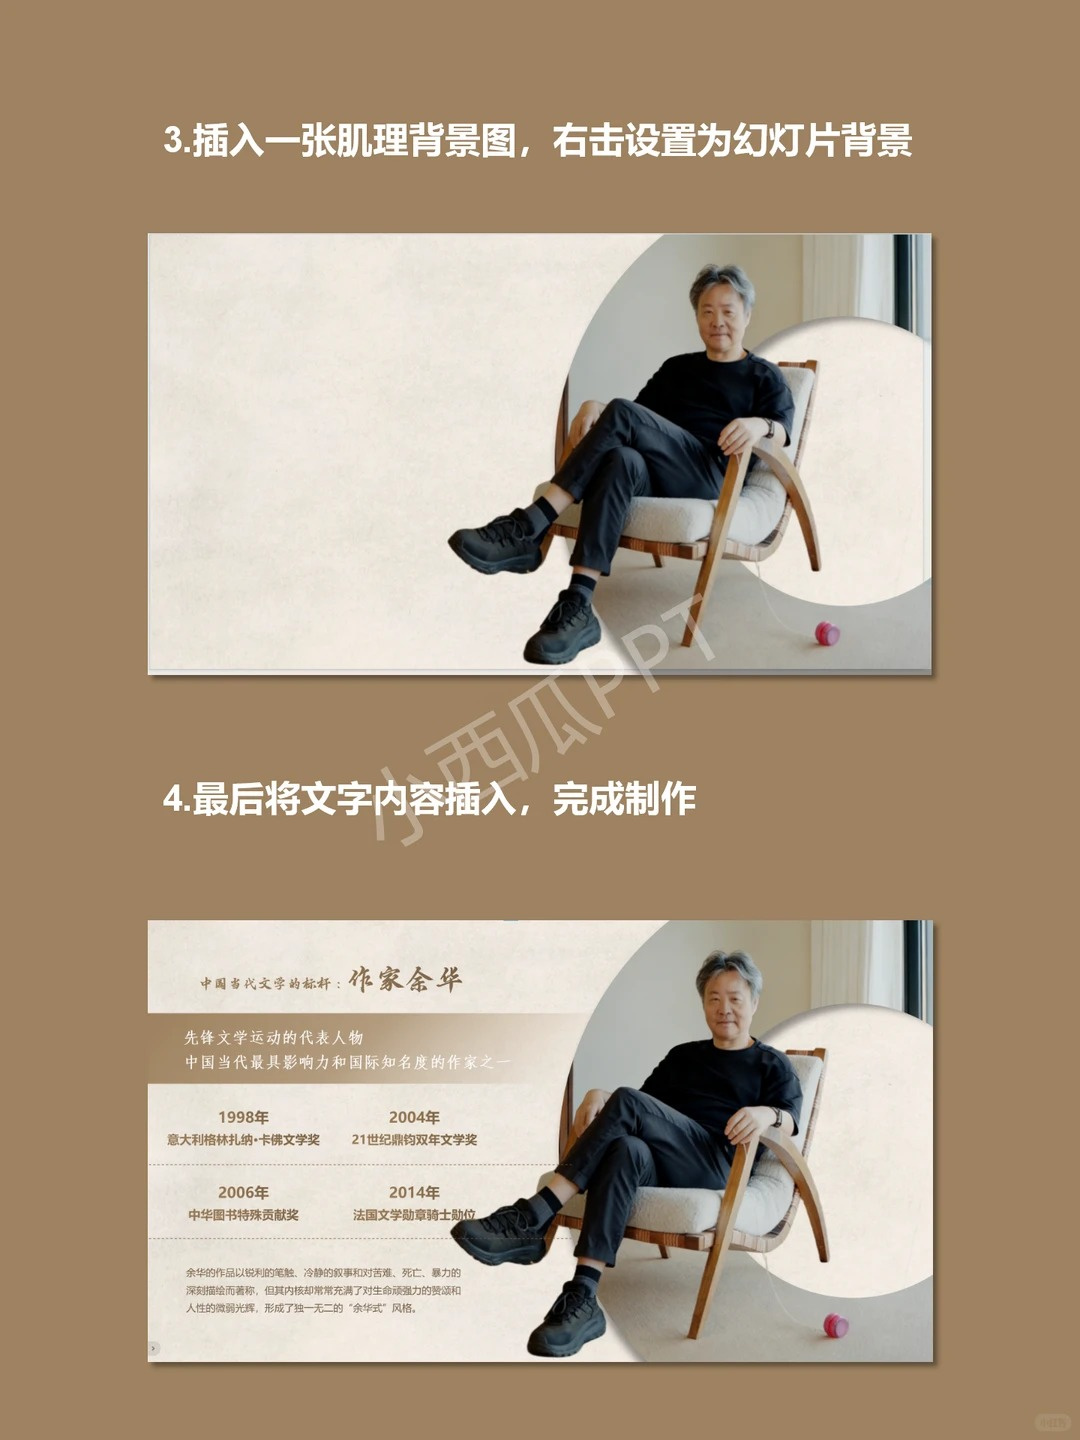 3.插入一张肌理背景图，右击设置为幻灯片背景
小西瓜PPT
4.最后将文字内容插入，完成制作
中国当代文学的标杆：作家余华
先锋文学运动的代表人物
中国当代最具影响力和国际知名度的作家之一
1998年
意大利格林扎纳·卡佛文学奖
2004年
21世纪鼎钧双年文学奖
2006年
中华图书特殊贡献奖
2014年
法国文学勋章骑士勋位
余华的作品以锐利的笔触、冷静的叙事和对苦难、死亡、暴力的
深刻描绘而著称，但其内核却常常充满了对生命顽强力的赞颂和
人性的微弱光辉，形成了独一无二的“余华式”风格。
小红书